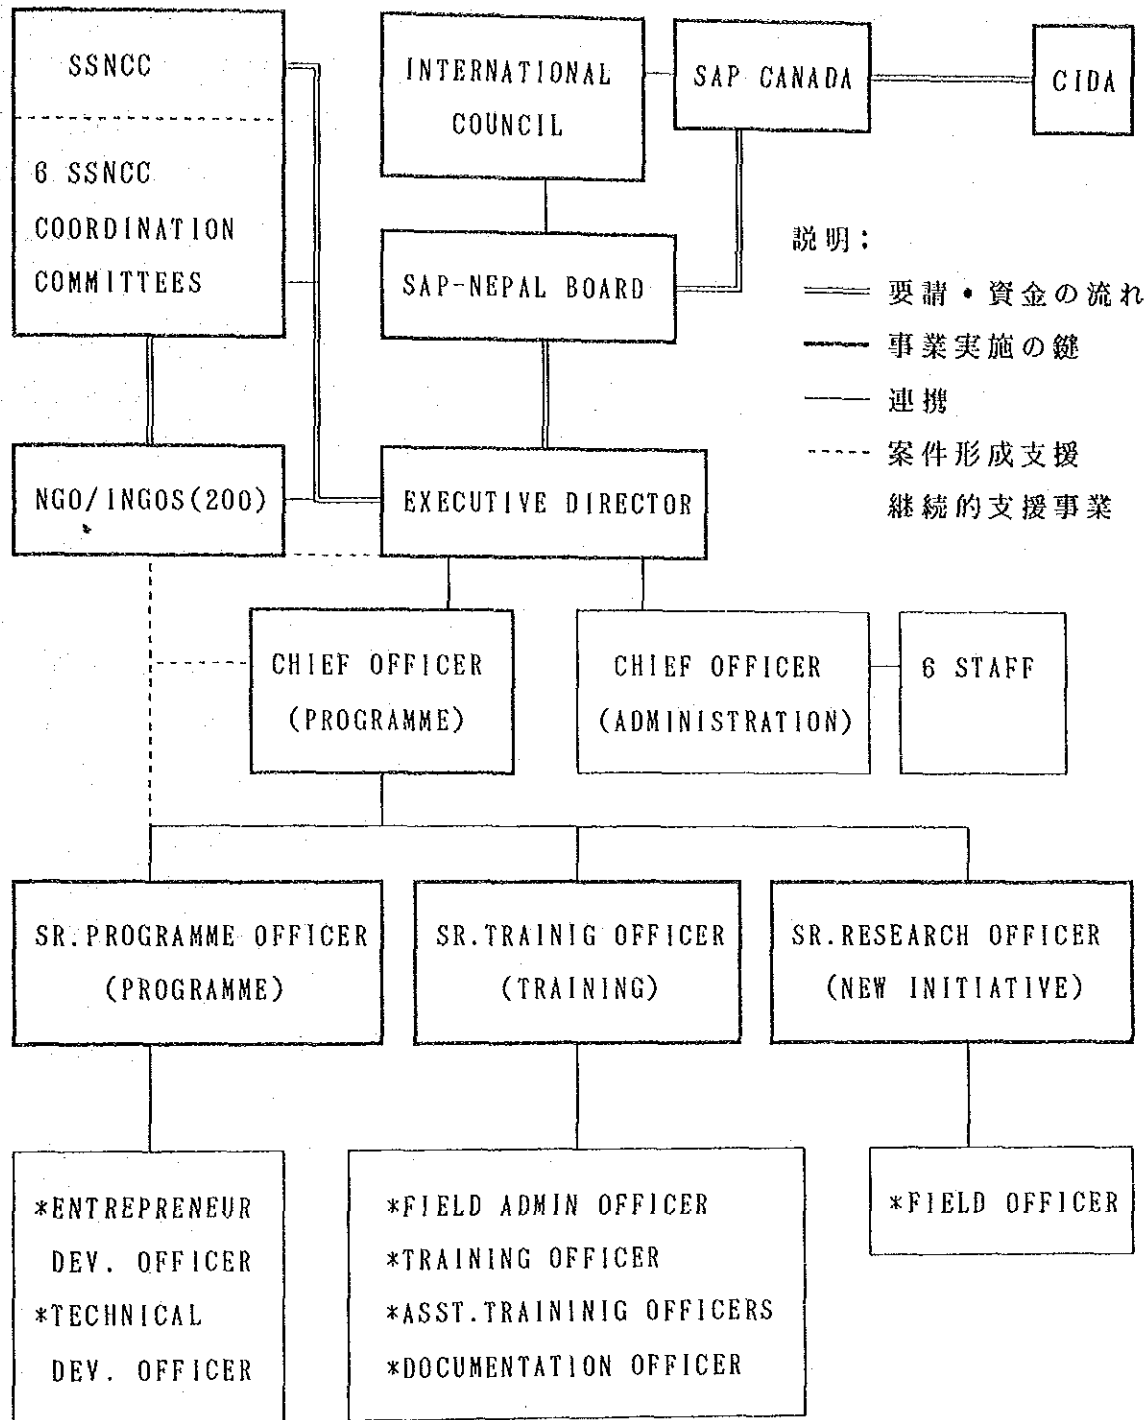 SSNCC
6 SSNCC
COORDINATION
COMMITTEES
INTERNATIONAL
COUNCIL
SAP CANADA
CIDA
SAP-NEPAL BOARD
説明：
要請・資金の流れ
事業実施の鍵
連携
案件形成支援
継続的支援事業
NGO/INGOS(200)
EXECUTIVE DIRECTOR
CHIEF OFFICER
(PROGRAMME)
CHIEF OFFICER
(ADMINISTRATION)
6 STAFF
SR.PROGRAMME OFFICER
(PROGRAMME)
SR.TRAINIG OFFICER
(TRAINING)
SR.RESEARCH OFFICER
(NEW INITIATIVE)
*ENTREPRENEUR
DEV. OFFICER
*TECHNICAL
DEV. OFFICER
*FIELD ADMIN OFFICER
*TRAINING OFFICER
*ASST.TRAININIG OFFICERS
*DOCUMENTATION OFFICER
*FIELD OFFICER